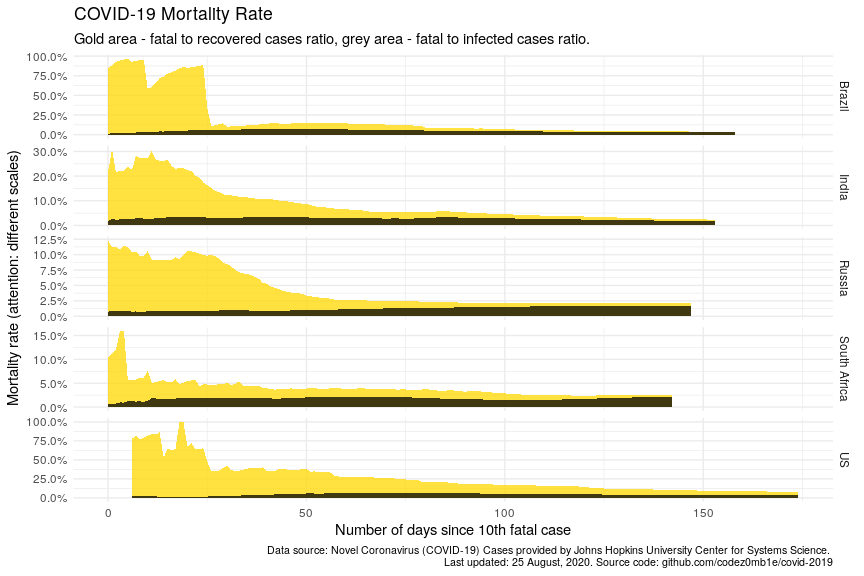 COVID-19 Mortality Rate
Gold area - fatal to recovered cases ratio, grey area - fatal to infected cases ratio.
Mortality rate (attention: different scales)
100.0%
75.0%
50.0%
25.0%
0.0%
Brazil
30.0%
20.0%
10.0%
0.0%
India
12.5%
10.0%
7.5%
5.0%
2.5%
0.0%
Russia
15.0%
10.0%
5.0%
0.0%
South Africa
100.0%
75.0%
50.0%
25.0%
0.0%
US
0 50 100 150
Number of days since 10th fatal case
Data source: Novel Coronavirus (COVID-19) Cases provided by Johns Hopkins University Center for Systems Science.
Last updated: 25 August, 2020. Source code: github.com/codez0mb1e/covid-2019